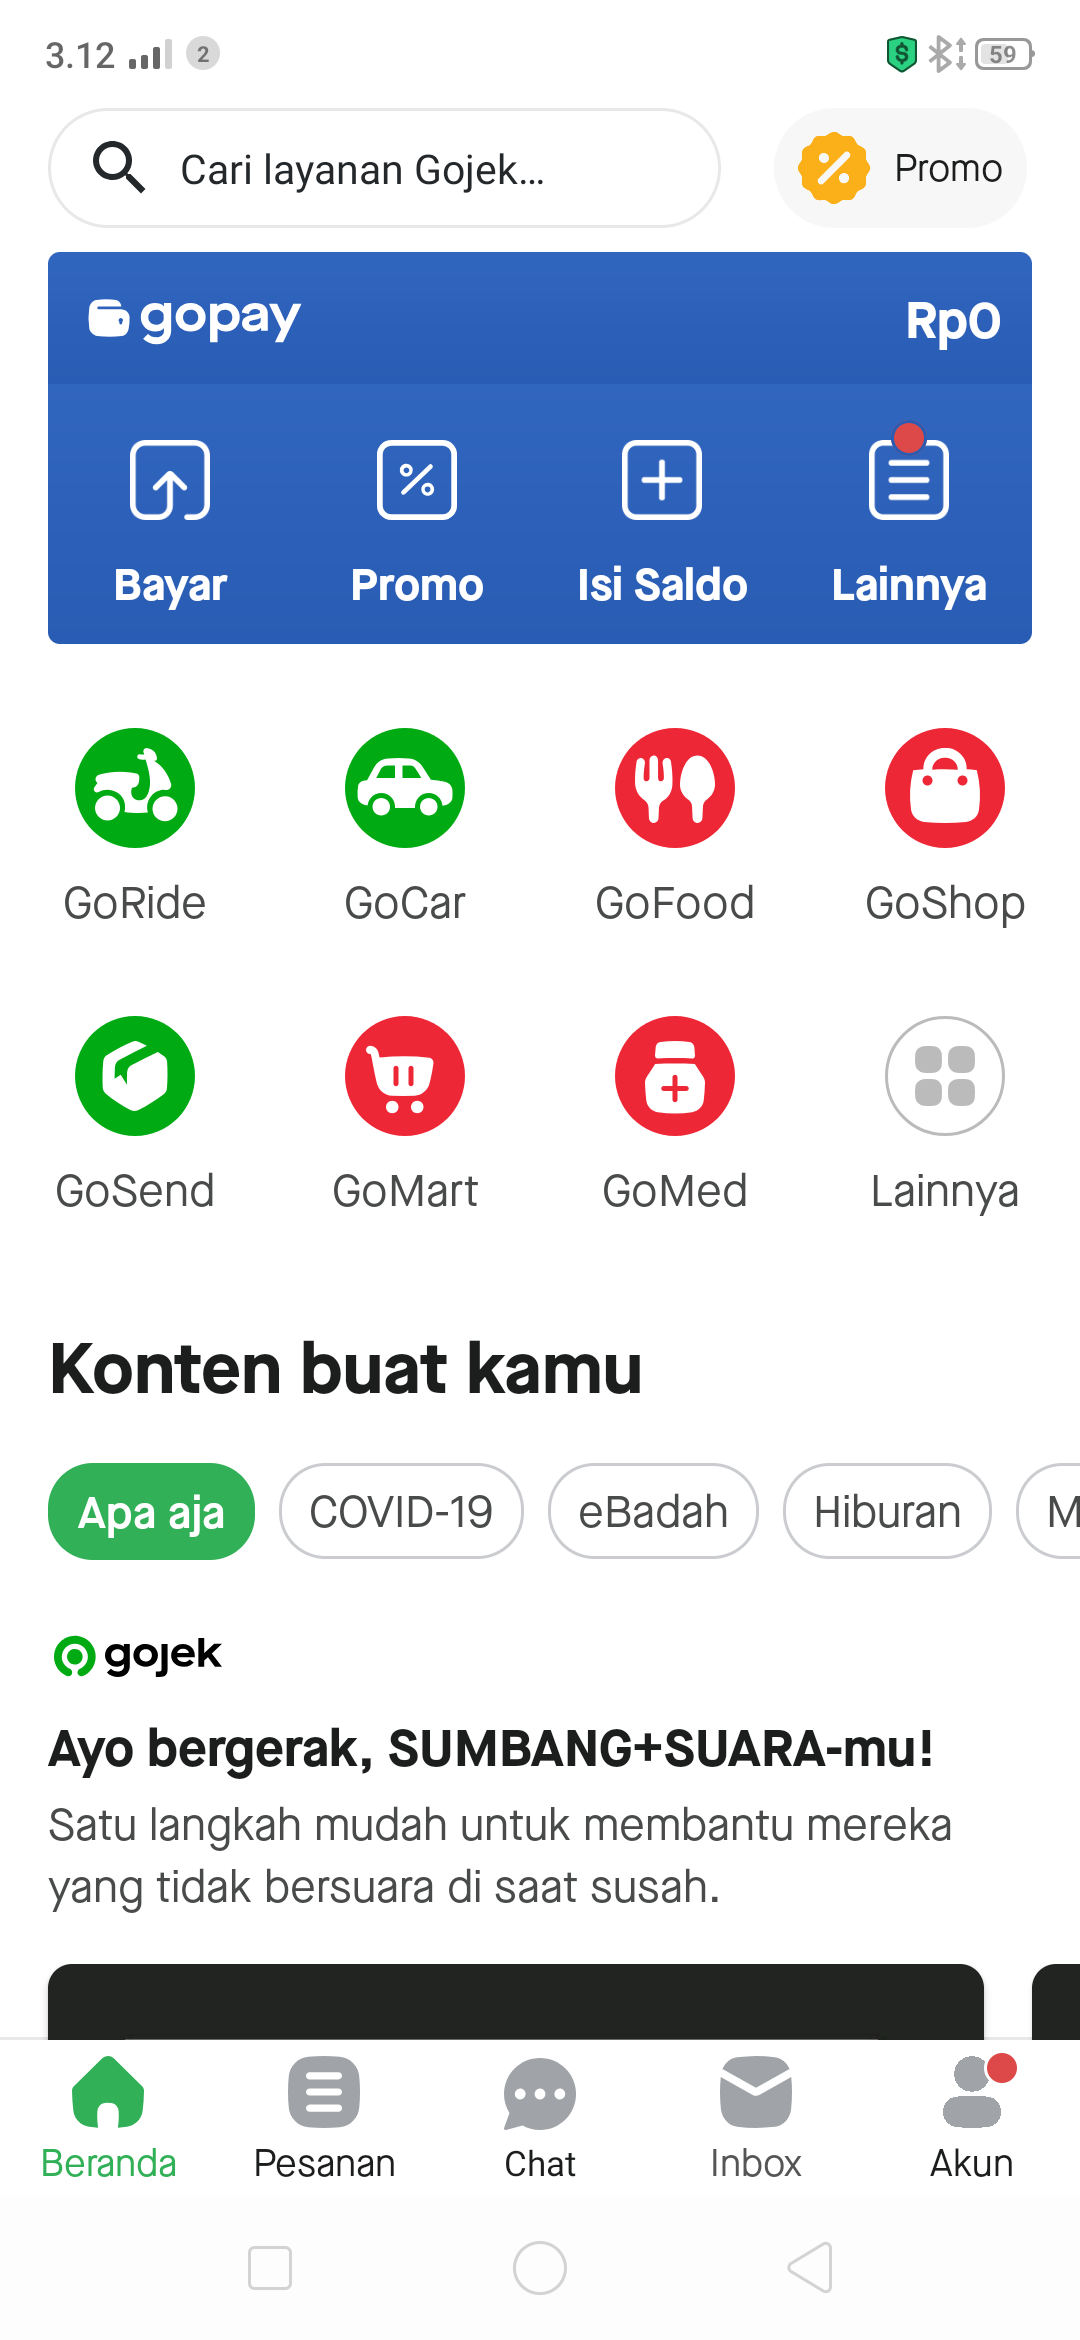 3.12 2 $ 59
Cari layanan Gojek... Promo
gopay Rp0
Bayar Promo Isi Saldo Lainnya
GoRide GoCar GoFood GoShop
GoSend GoMart GoMed Lainnya
Konten buat kamu
Apa aja COVID-19 eBadah Hiburan M
gojek
Ayo bergerak, SUMBANG+SUARA-mu!
Satu langkah mudah untuk membantu mereka
yang tidak bersuara di saat susah.
Beranda Pesanan Chat Inbox Akun